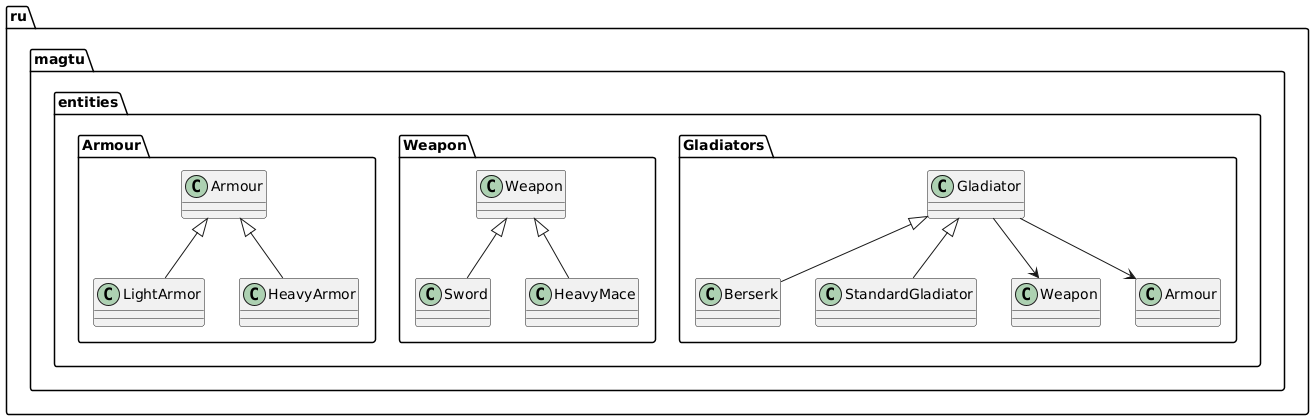 ru
magtu
entities
Armour
Weapon
Gladiators
C Armour
C Weapon
C Gladiator
C LightArmor
C HeavyArmor
C Sword
C HeavyMace
C Berserk
C StandardGladiator
C Weapon
C Armour